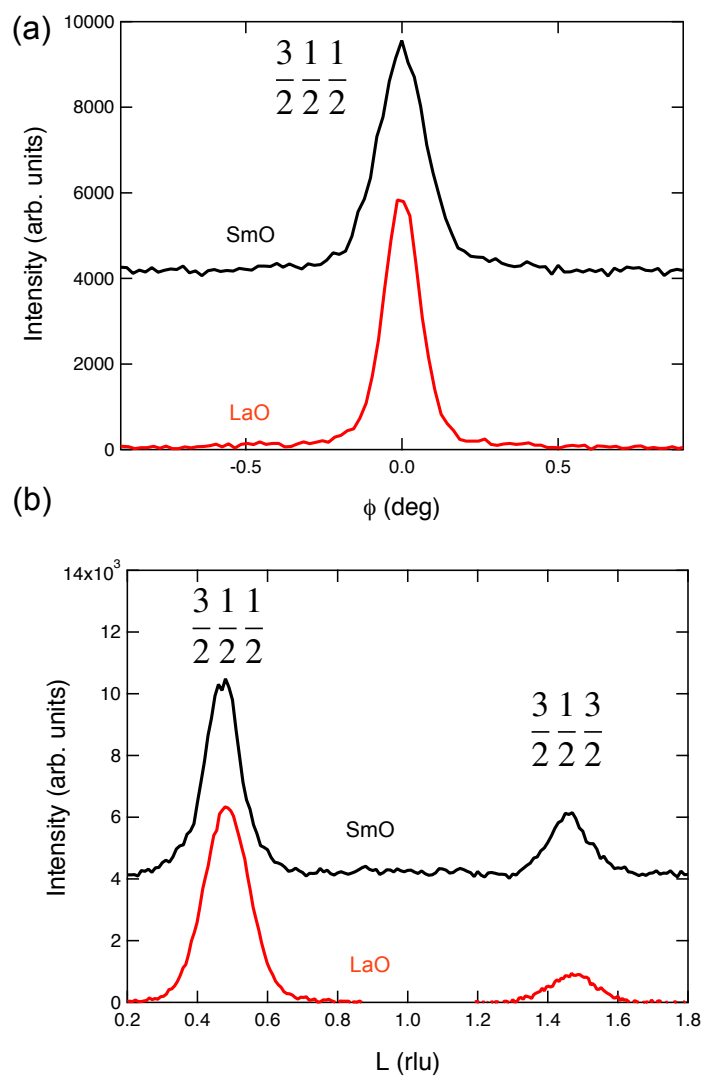 (a)
10000
8000
6000
4000
2000
0
Intensity (arb. units)
3/2 1/2 1/2
SmO
LaO
-0.5 0.0 0.5
ϕ (deg)
(b)
14x10³
12
10
8
6
4
2
0
Intensity (arb. units)
3/2 1/2 1/2
3/2 1/2 3/2
SmO
LaO
0.2 0.4 0.6 0.8 1.0 1.2 1.4 1.6 1.8
L (rlu)